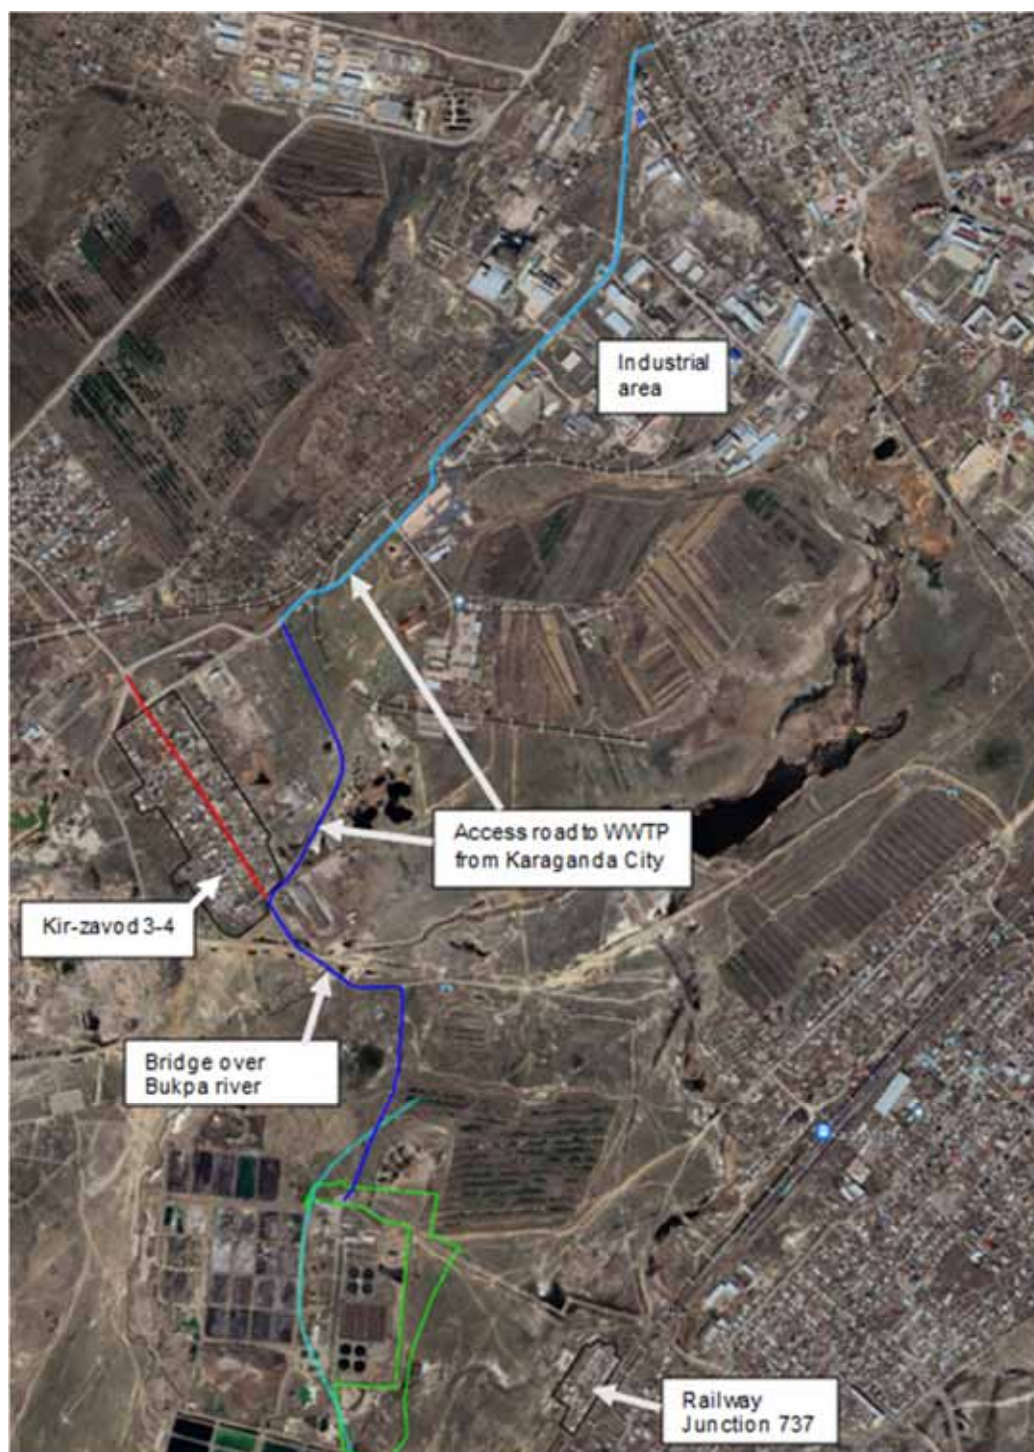 Industrial
area
Access road to WWTP
from Karaganda City
Kir-zavod 3-4
Bridge over
Bukpa river
Railway
Junction 737